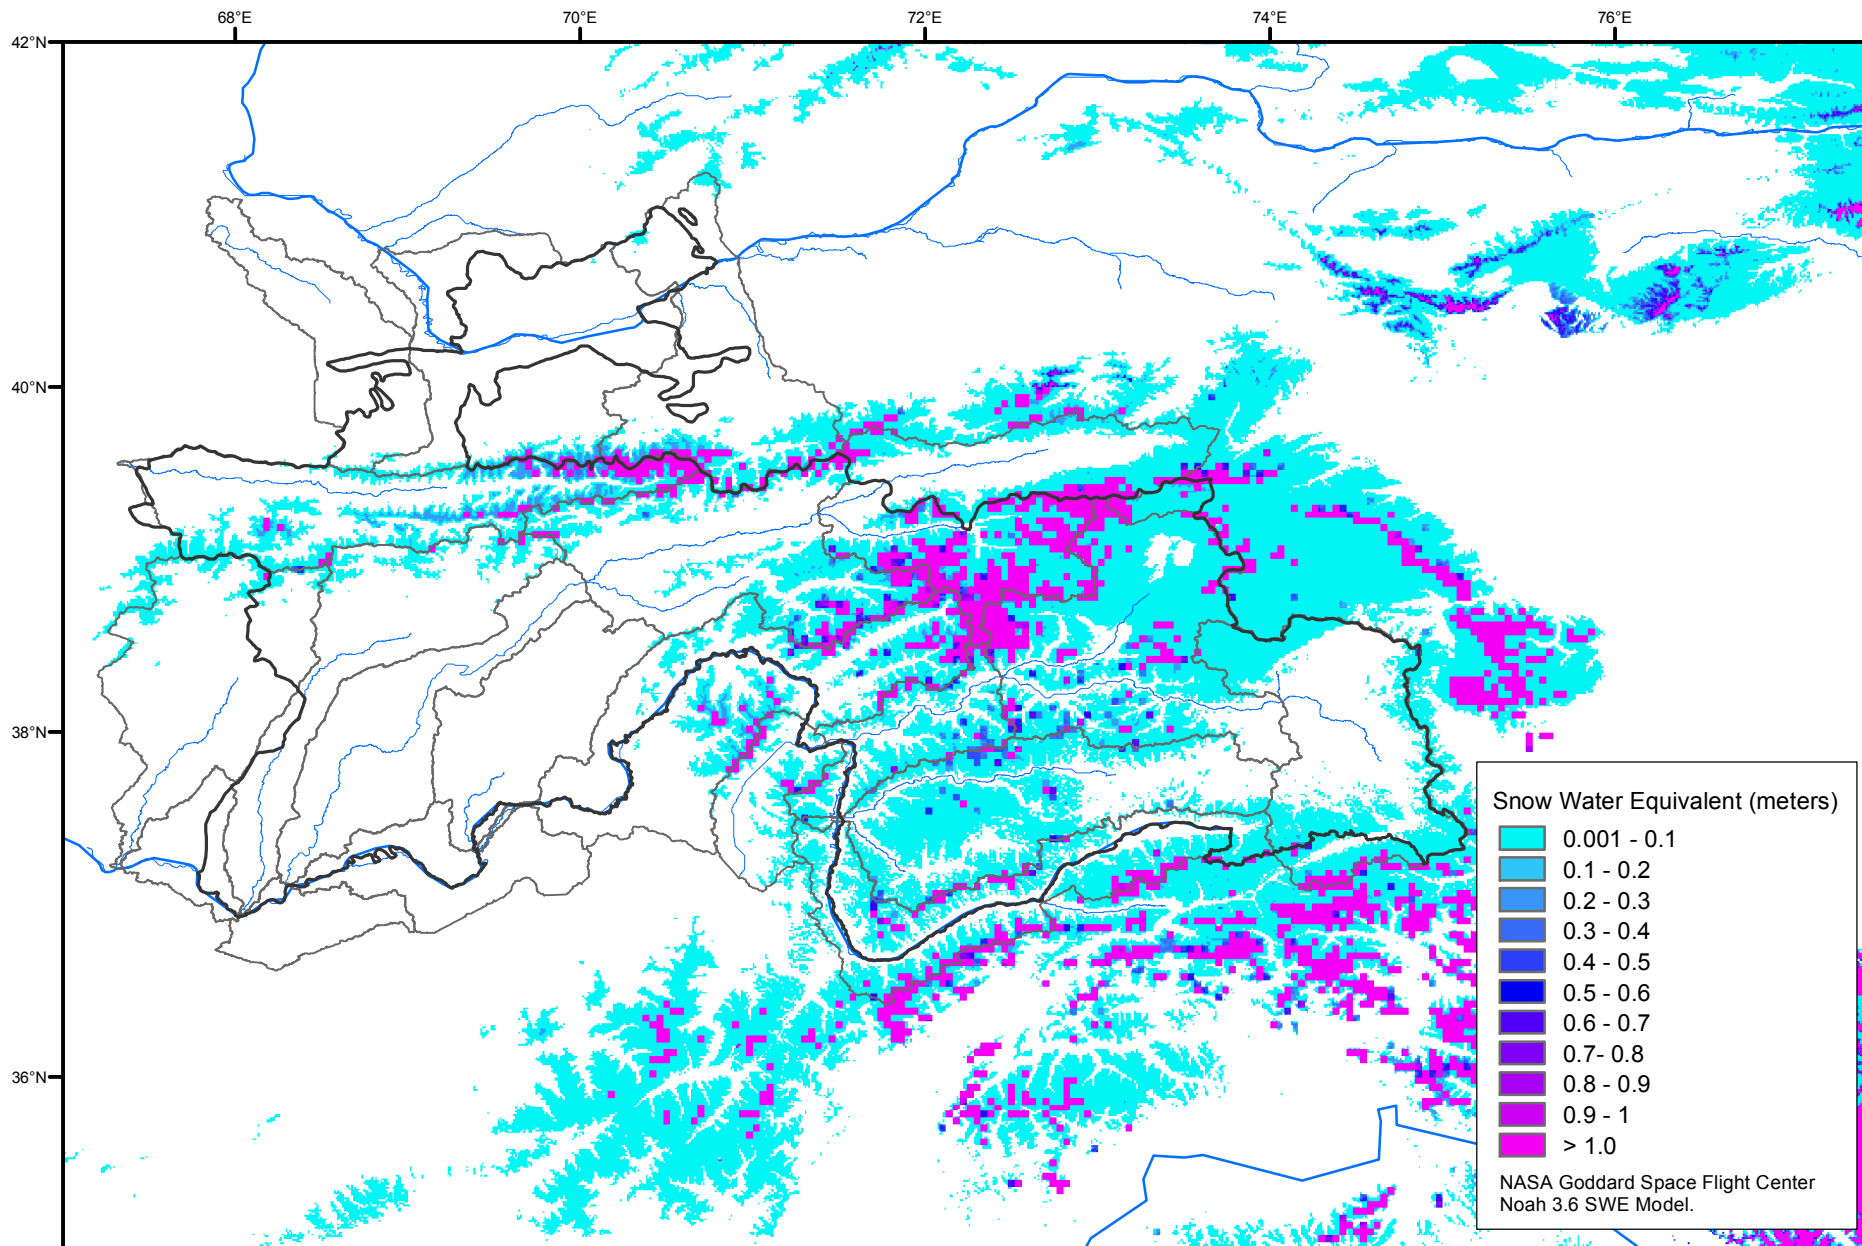 68°E 70°E 72°E 74°E 76°E
42°N
40°N
38°N
36°N
Snow Water Equivalent (meters)
0.001 - 0.1
0.1 - 0.2
0.2 - 0.3
0.3 - 0.4
0.4 - 0.5
0.5 - 0.6
0.6 - 0.7
0.7- 0.8
0.8 - 0.9
0.9 - 1
> 1.0
NASA Goddard Space Flight Center
Noah 3.6 SWE Model.